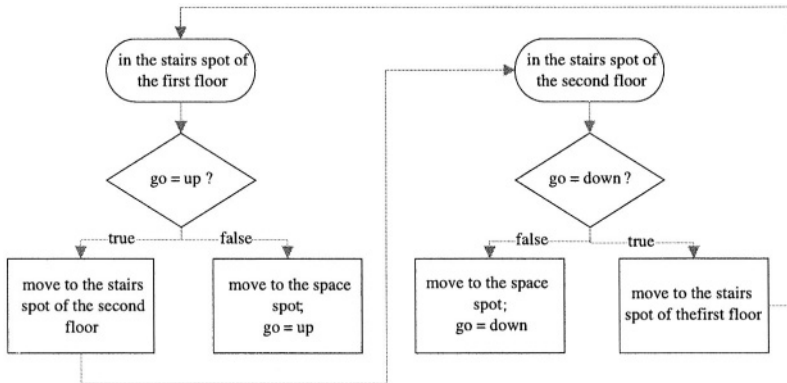 in the stairs spot of
the first floor
go = up ?
true
false
move to the stairs
spot of the second
floor
move to the space
spot;
go = up
in the stairs spot of
the second floor
go = down ?
false
true
move to the space
spot;
go = down
move to the stairs
spot of thefirst floor